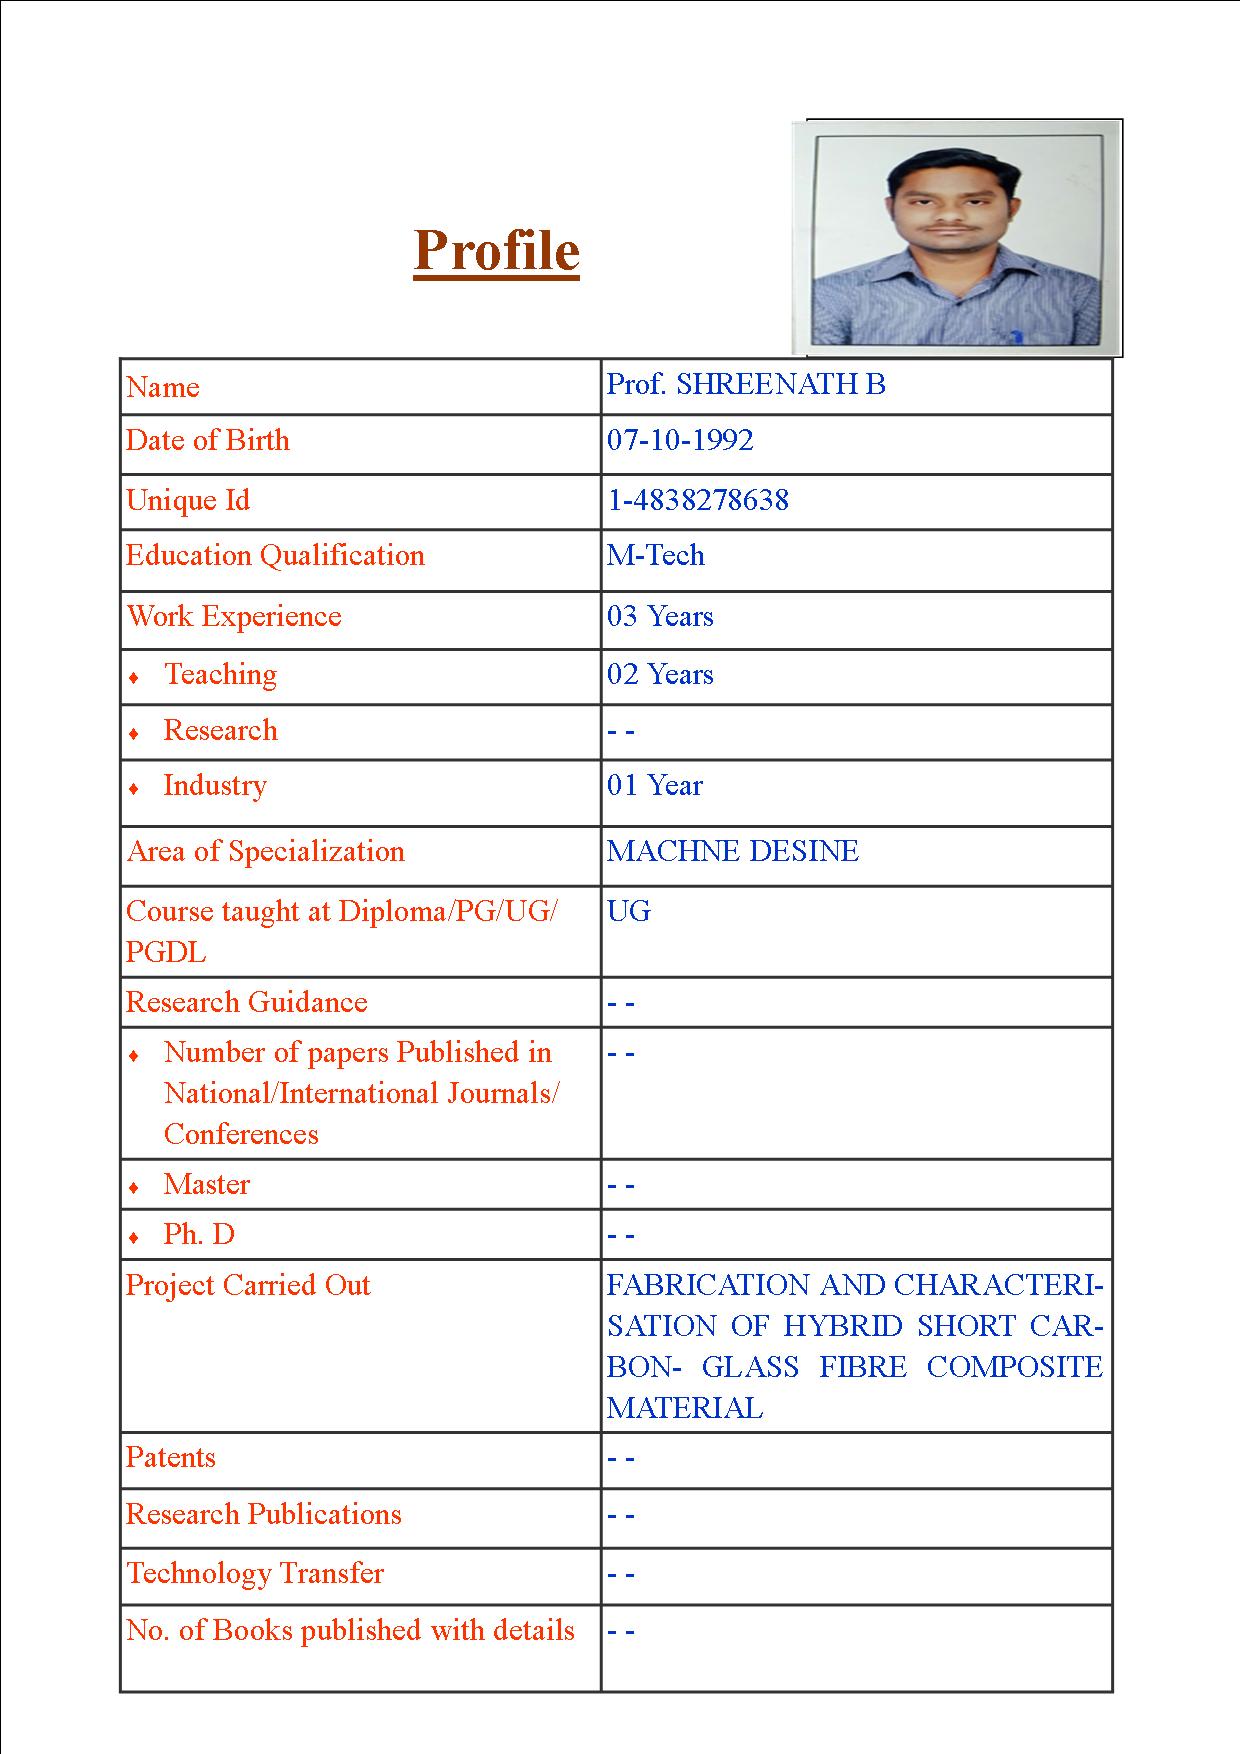 Profile
Name Prof. SHREENATH B
Date of Birth 07-10-1992
Unique Id 1-4838278638
Education Qualification M-Tech
Work Experience 03 Years
♦ Teaching 02 Years
♦ Research - -
♦ Industry 01 Year
Area of Specialization MACHNE DESINE
Course taught at Diploma/PG/UG/ UG
PGDL
Research Guidance - -
♦ Number of papers Published in - -
National/International Journals/
Conferences
♦ Master - -
♦ Ph. D - -
Project Carried Out FABRICATION AND CHARACTERI-
SATION OF HYBRID SHORT CAR-
BON- GLASS FIBRE COMPOSITE
MATERIAL
Patents - -
Research Publications - -
Technology Transfer - -
No. of Books published with details - -